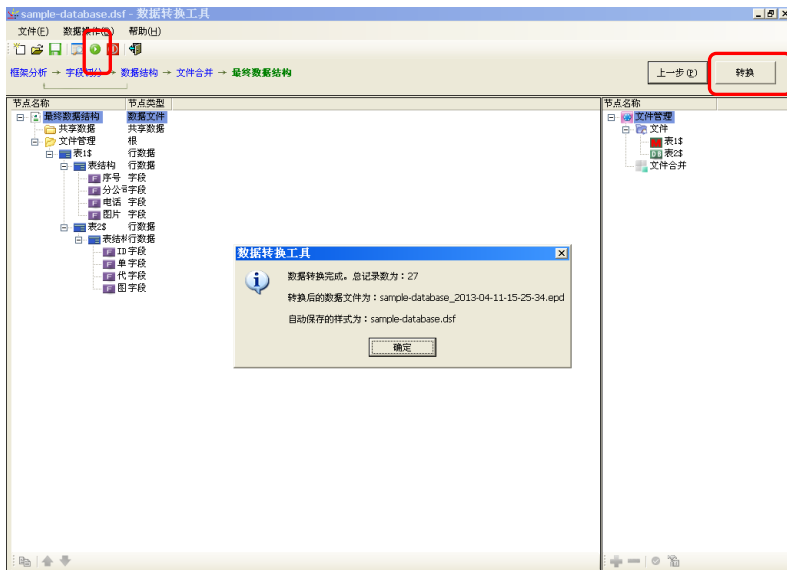 sample-database.dsf - 数据转换工具
文件(F) 数据操作(D) 帮助(H)
框架分析 → 字段切分 → 数据结构 → 文件合并 → 最终数据结构
上一步(P) 转换
节点名称 节点类型
最终数据结构 数据文件
共享数据 共享数据
文件管理 根
表1$ 行数据
表结构 行数据
序号 字段
分公司 字段
电话 字段
图片 字段
表2$ 行数据
表结构 行数据
ID 字段
单 字段
代 字段
图 字段
节点名称
文件管理
文件
表1$
表2$
文件合并
数据转换工具
数据转换完成。总记录数为：27
转换后的数据文件为：sample-database_2013-04-11-15-25-34.epd
自动保存的样式为：sample-database.dsf
确定